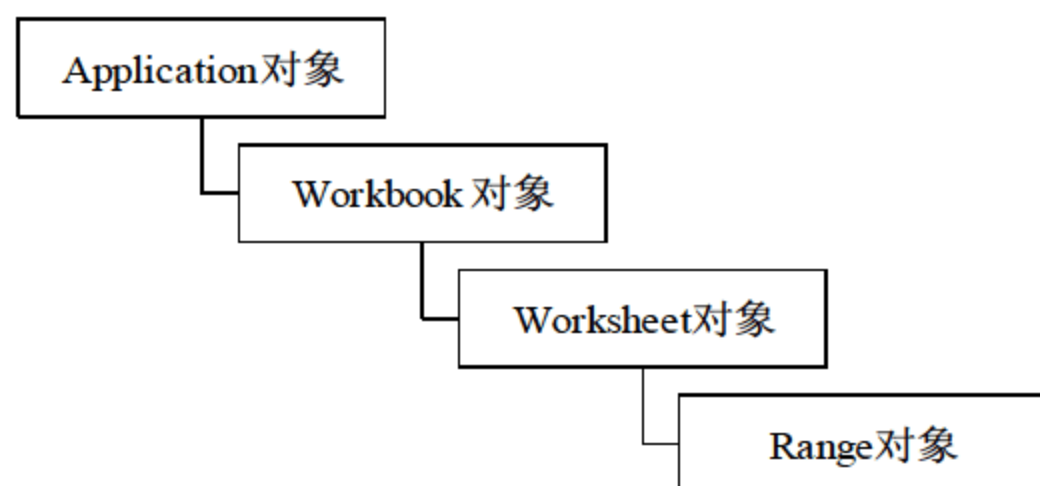 Application对象
Workbook 对象
Worksheet对象
Range对象